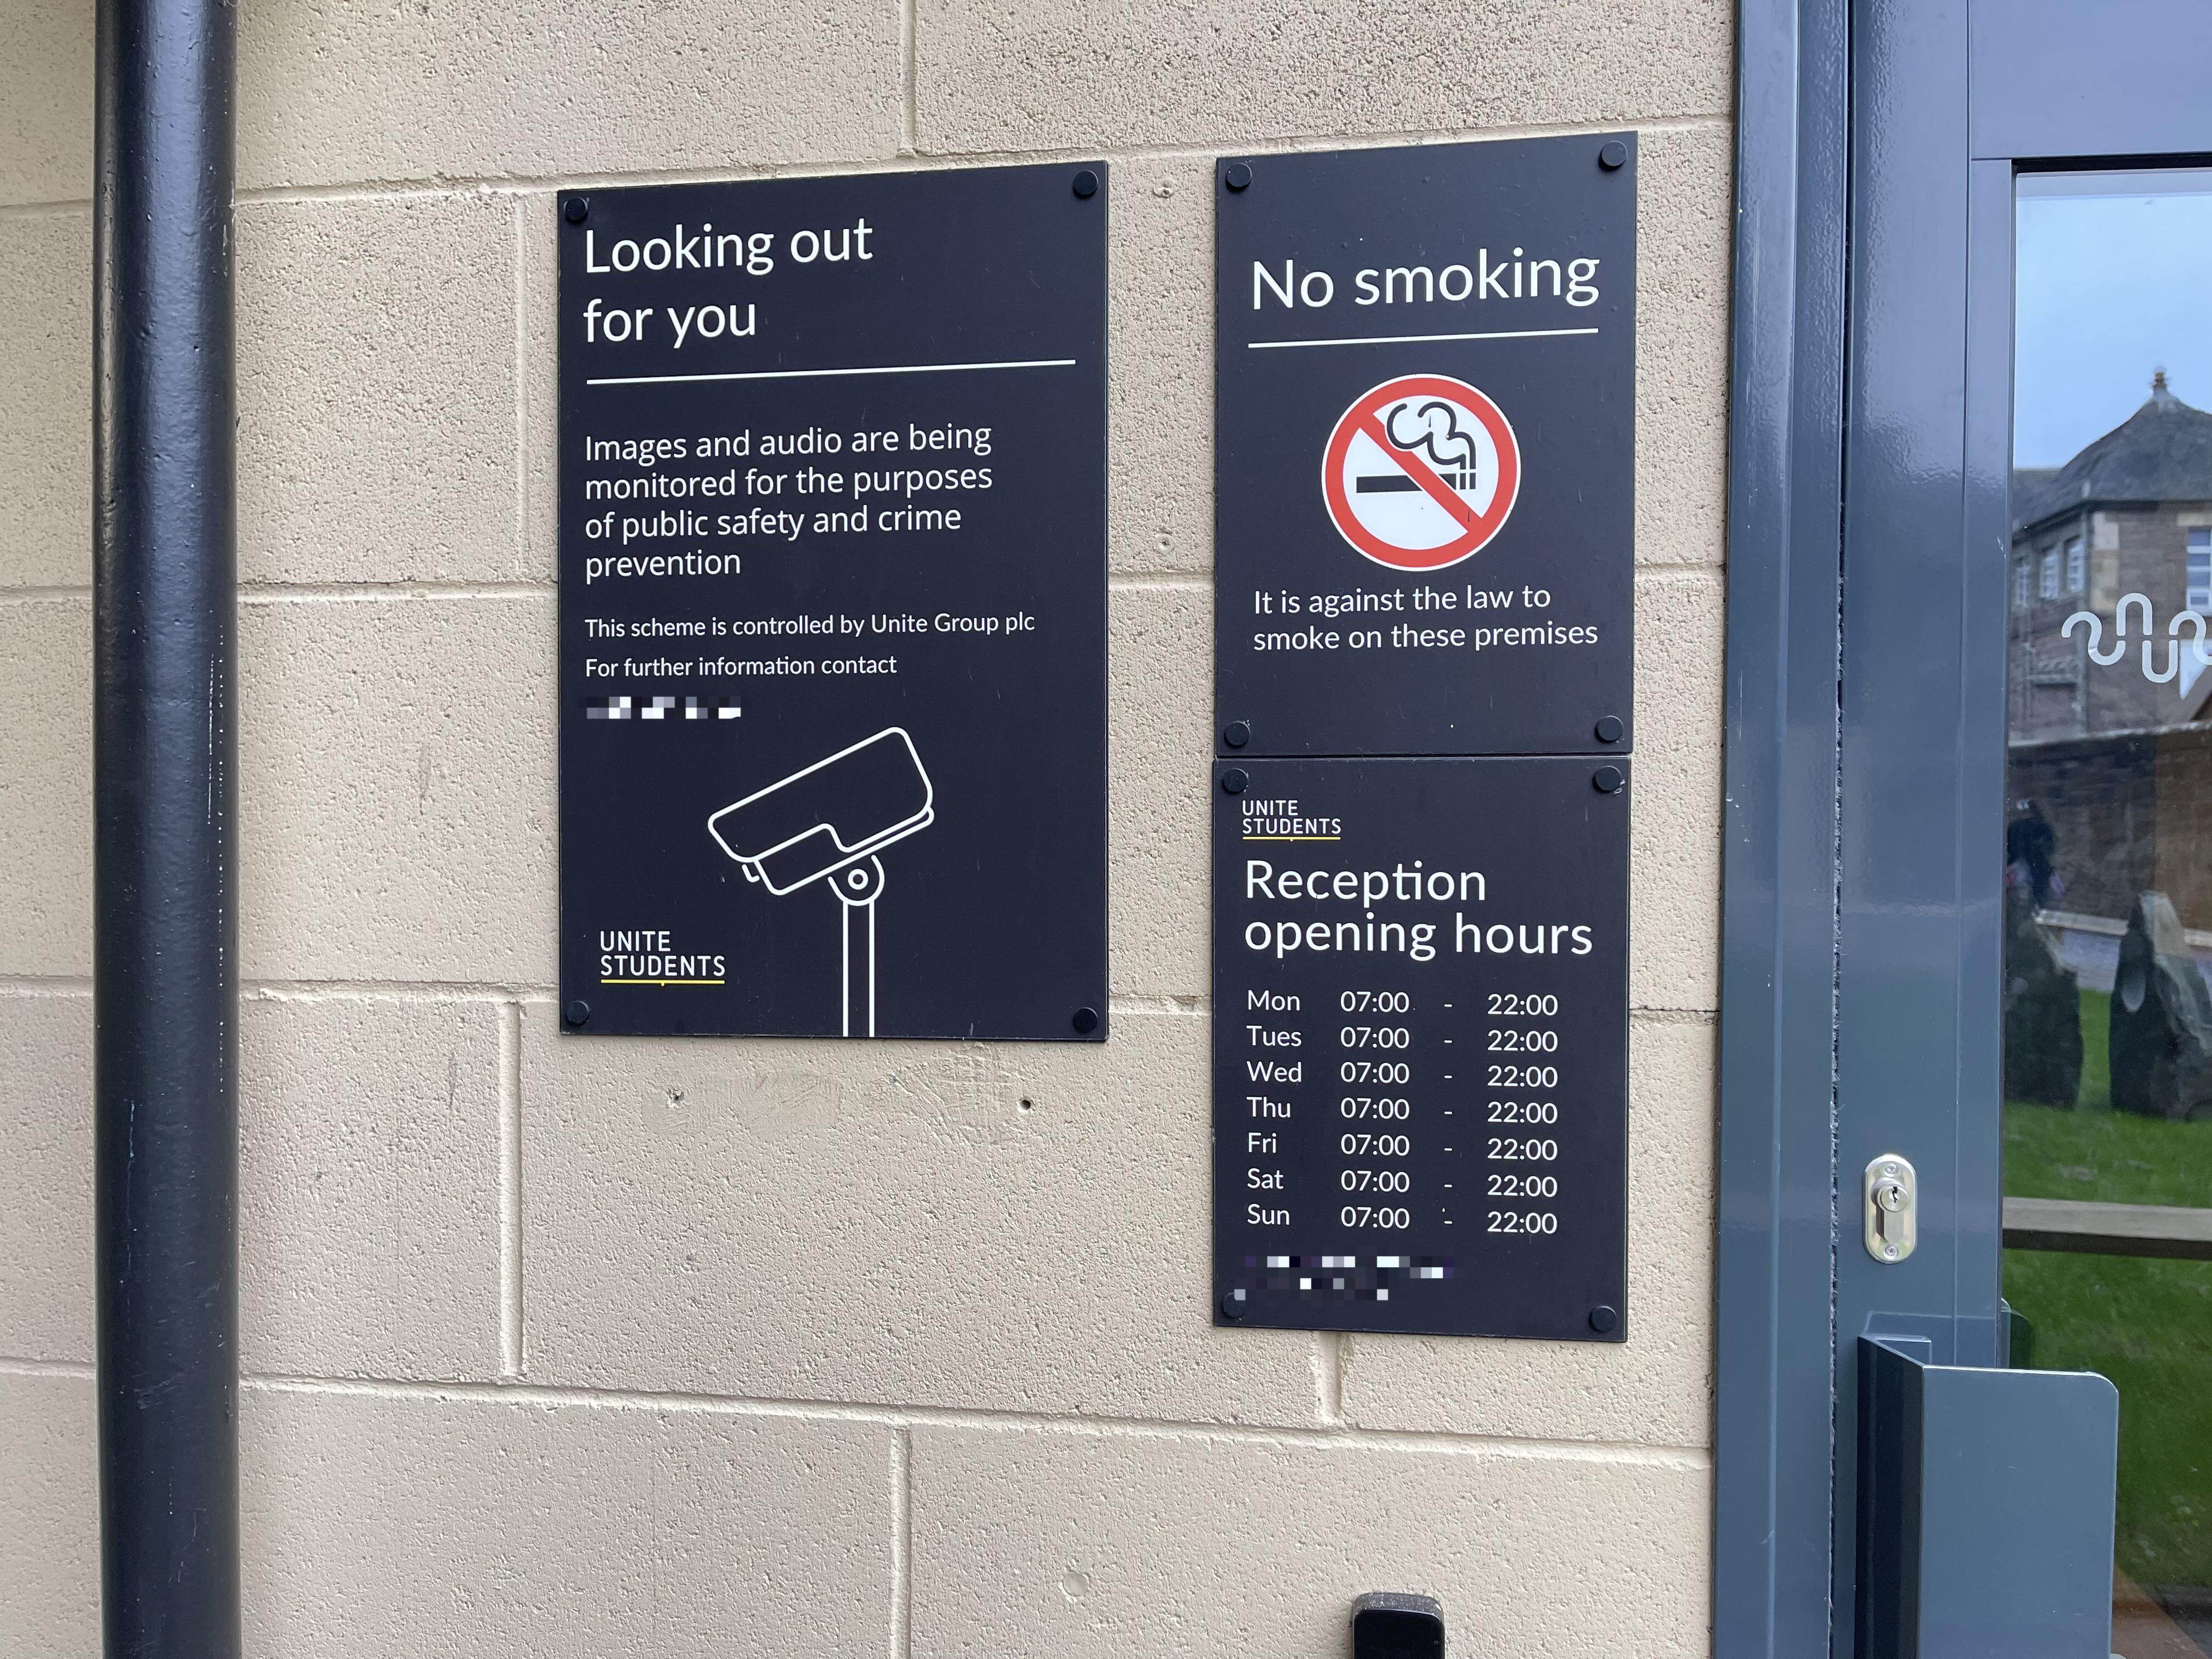 Looking out
for you
Images and audio are being
monitored for the purposes
of public safety and crime
prevention
This scheme is controlled by Unite Group plc
For further information contact
UNITE
STUDENTS
No smoking
It is against the law to
smoke on these premises
UNITE
STUDENTS
Reception
opening hours
Mon 07:00 - 22:00
Tues 07:00 - 22:00
Wed 07:00 - 22:00
Thu 07:00 - 22:00
Fri 07:00 - 22:00
Sat 07:00 - 22:00
Sun 07:00 - 22:00